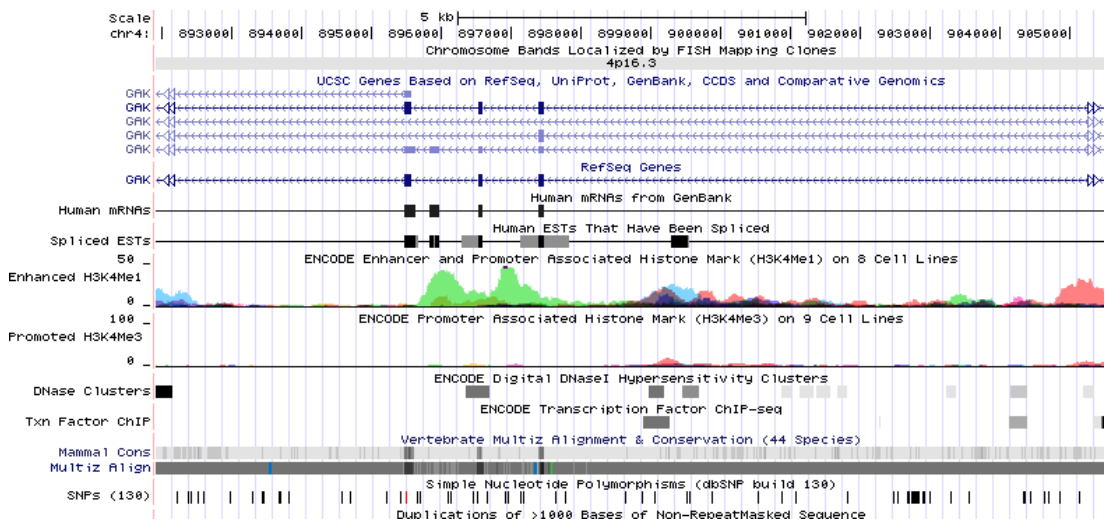 Scale 5 kb
chr4: 893000 894000 895000 896000 897000 898000 899000 900000 901000 902000 903000 904000 905000
Chromosome Bands Localized by FISH Mapping Clones
4p16.3
UCSC Genes Based on RefSeq, UniProt, GenBank, CCDS and Comparative Genomics
GAK
GAK
GAK
GAK
GAK
RefSeq Genes
GAK
Human mRNAs from GenBank
Human mRNAs
Human ESTs That Have Been Spliced
Spliced ESTs
ENCODE Enhancer and Promoter Associated Histone Mark (H3K4Me1) on 8 Cell Lines
50
Enhanced H3K4Me1
0
ENCODE Promoter Associated Histone Mark (H3K4Me3) on 9 Cell Lines
100
Promoted H3K4Me3
0
ENCODE Digital DNaseI Hypersensitivity Clusters
DNase Clusters
ENCODE Transcription Factor ChIP-seq
Txn Factor ChIP
Vertebrate Multiz Alignment & Conservation (44 Species)
Mammal Cons
Multiz Align
Simple Nucleotide Polymorphisms (dbSNP build 130)
SNPs (130)
Duplications of >1000 Bases of Non-RepeatMasked Sequence